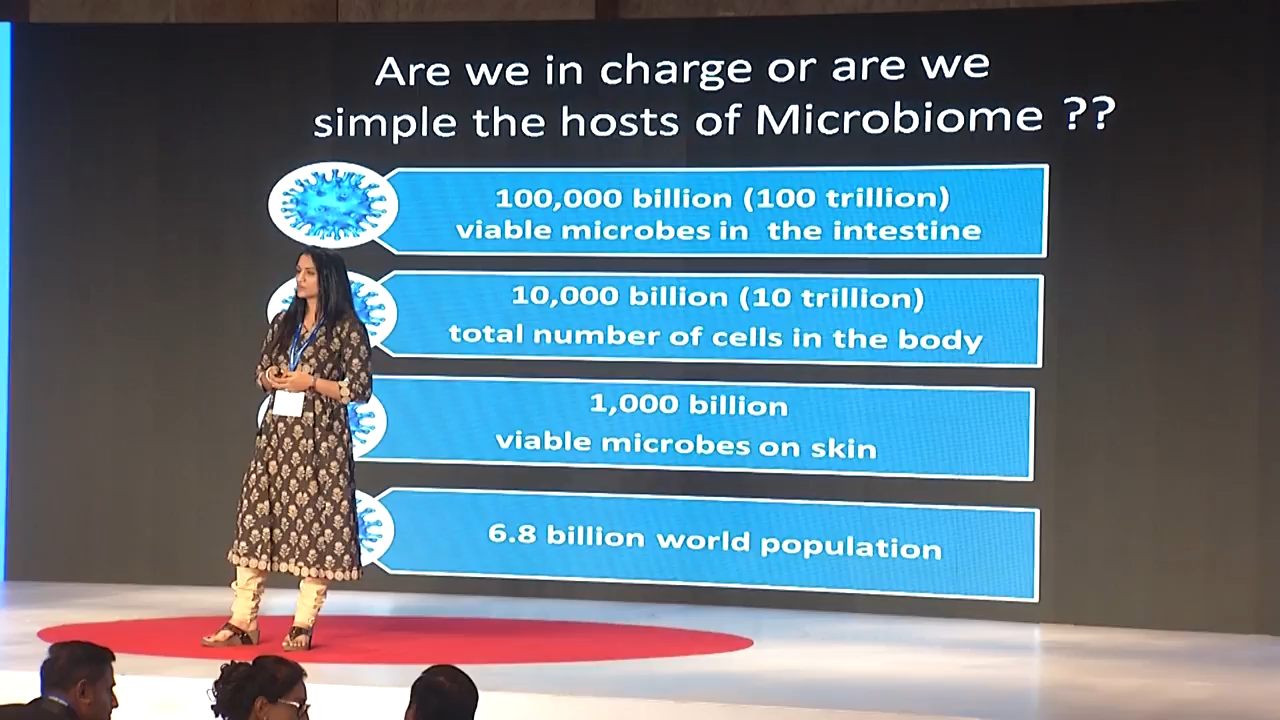 Are we in charge or are we
simple the hosts of Microbiome ??
100,000 billion (100 trillion)
viable microbes in the intestine
10,000 billion (10 trillion)
total number of cells in the body
1,000 billion
viable microbes on skin
6.8 billion world population